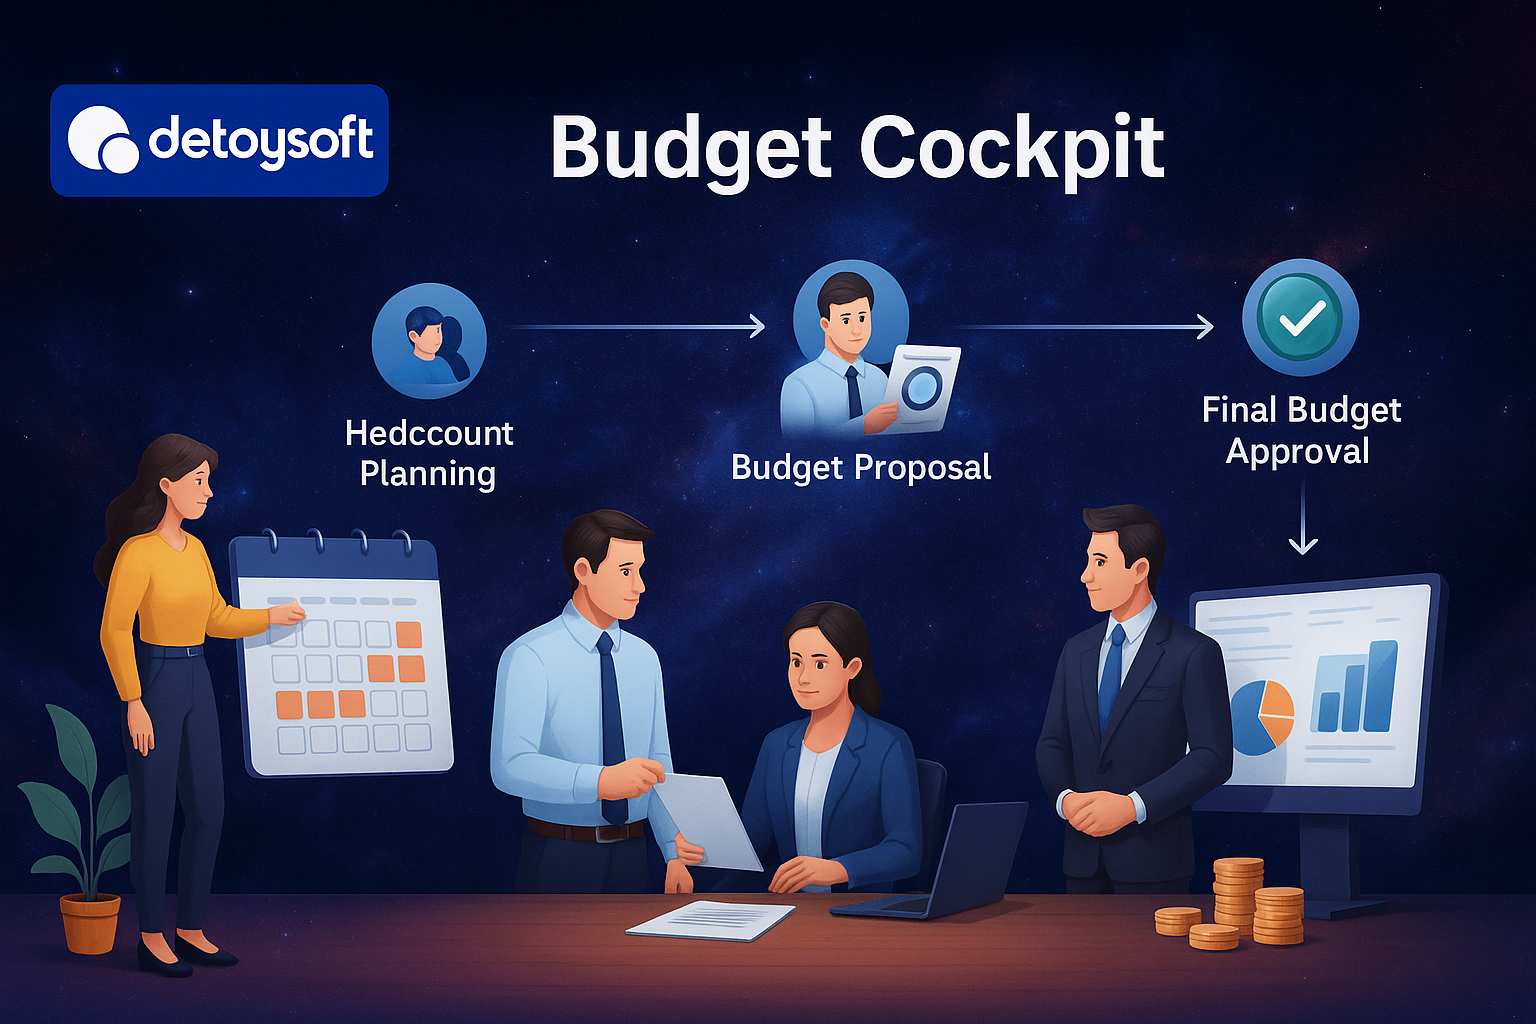 detoysoft
Budget Cockpit
Hedccount
Planning
Budget Proposal
Final Budget
Approval